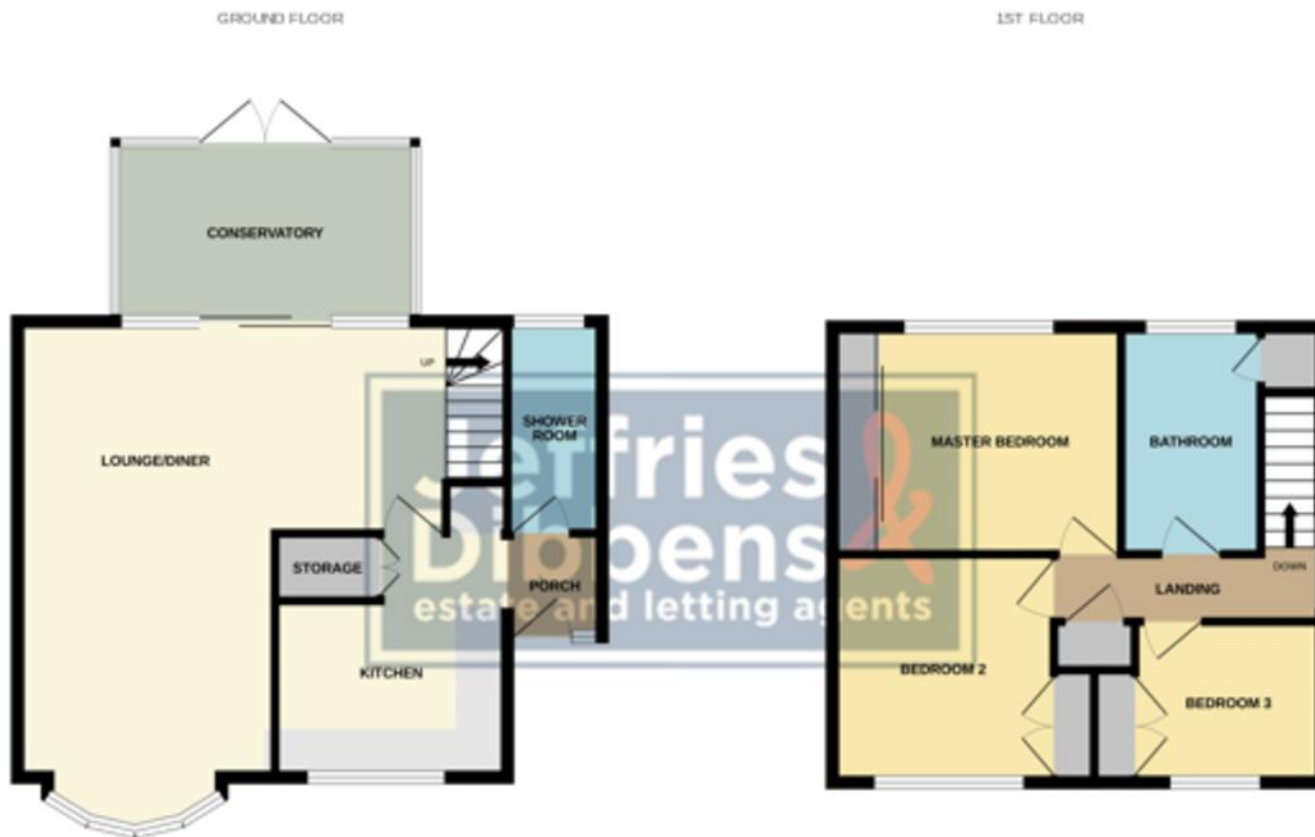 GROUND FLOOR
1ST FLOOR
CONSERVATORY
UP
SHOWER
ROOM
LOUNGE/DINER
STORAGE
PORCH
KITCHEN
Jeffries &
Dibbens
estate and letting agents
MASTER BEDROOM
BATHROOM
DOWN
LANDING
BEDROOM 2
BEDROOM 3